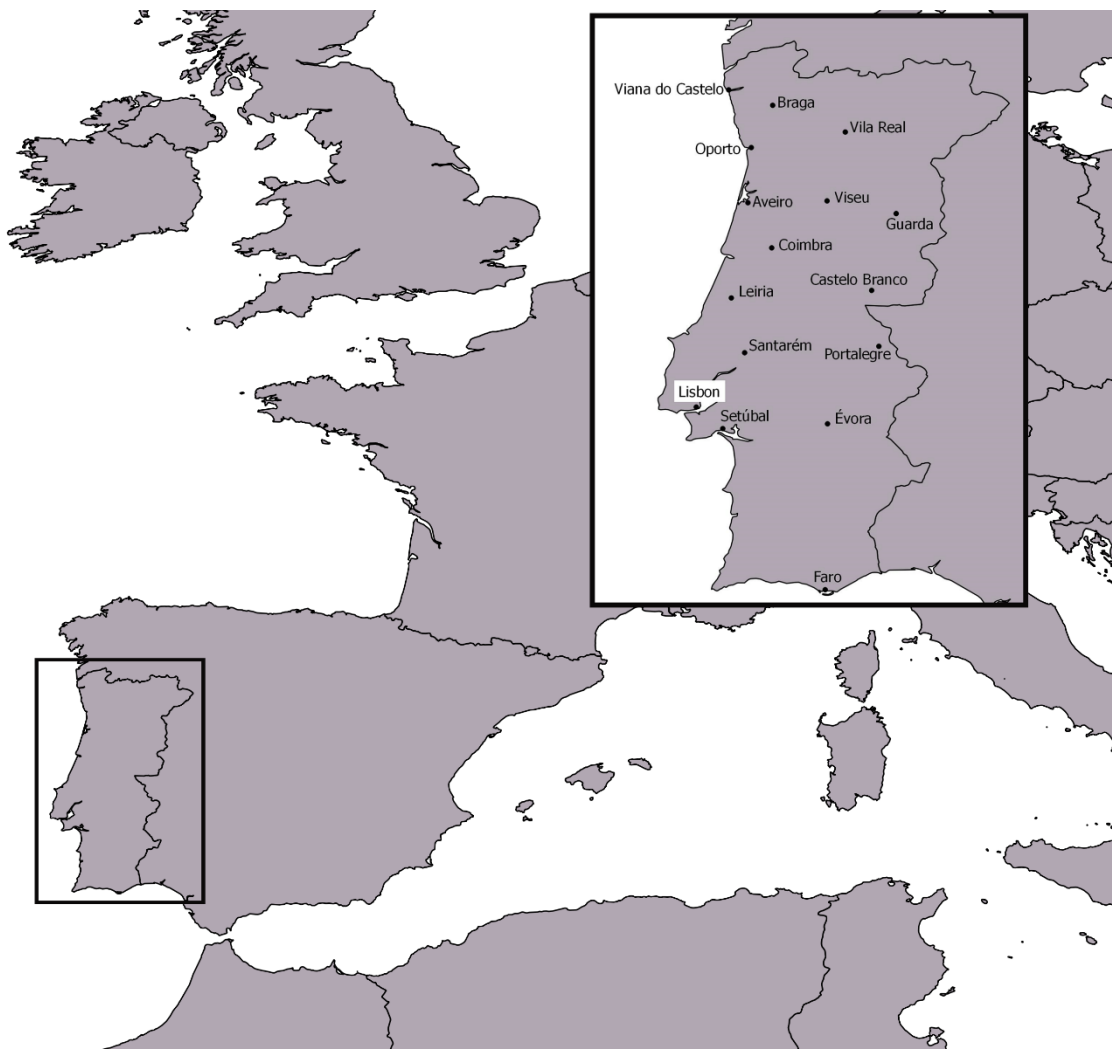 Viana do Castelo
Braga
Vila Real
Oporto
Aveiro
Viseu
Guarda
Coimbra
Castelo Branco
Leiria
Santarém
Portalegre
Lisbon
Setúbal
Évora
Faro